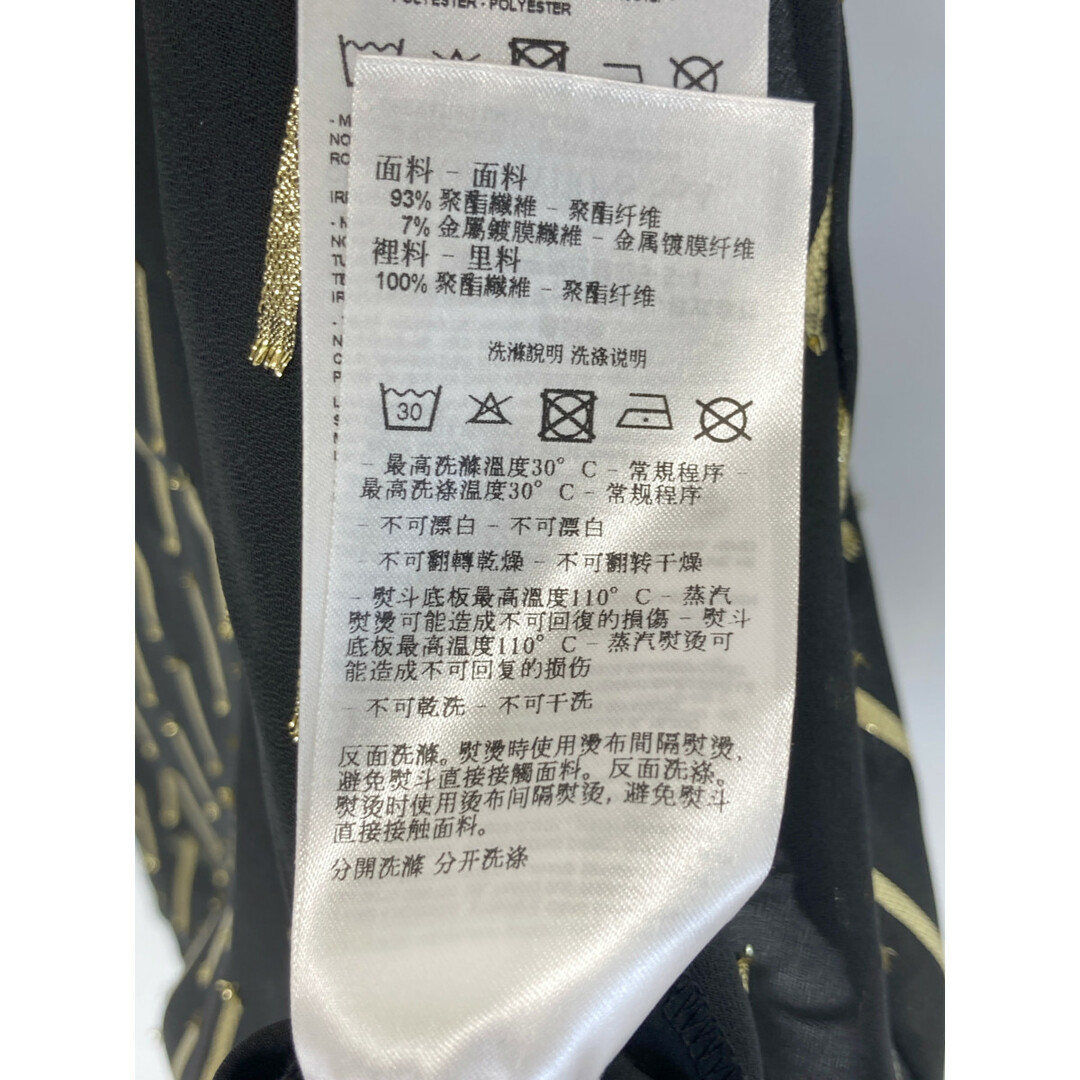 POLYESTER - POLYESTER
- M
NO
RO
IRI
- N
NO
TU
TE
IF
- T
N
C
P
L
S
M
面料 - 面料
93% 聚酯纖維 - 聚酯纤维
7% 金屬鍍膜纖維 - 金属镀膜纤维
裡料 - 里料
100% 聚酯纖維 - 聚酯纤维
洗滌說明 洗涤说明
30
- 最高洗滌溫度30° C - 常規程序 -
最高洗涤温度30° C - 常规程序
- 不可漂白 - 不可漂白
- 不可翻轉乾燥 - 不可翻转干燥
- 熨斗底板最高溫度110° C - 蒸汽
熨燙可能造成不可回復的損傷 - 熨斗
底板最高温度110° C - 蒸汽熨烫可
能造成不可回复的损伤
- 不可乾洗 - 不可干洗
反面洗滌。熨燙時使用燙布間隔熨燙,
避免熨斗直接接觸面料。反面洗涤。
熨烫时使用烫布间隔熨烫, 避免熨斗
直接接触面料。
分開洗滌 分开洗涤